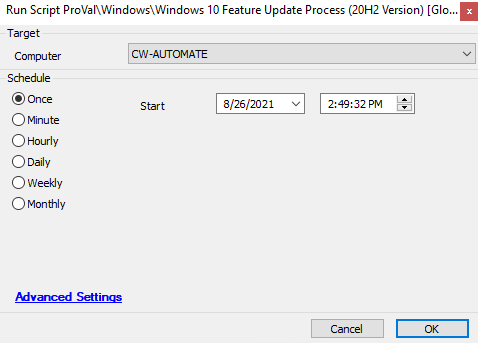 Run Script ProVal\Windows\Windows 10 Feature Update Process (20H2 Version) [Glo...
Target
Computer CW-AUTOMATE
Schedule
Once Start 8/26/2021 2:49:32 PM
Minute
Hourly
Daily
Weekly
Monthly
Advanced Settings
Cancel OK